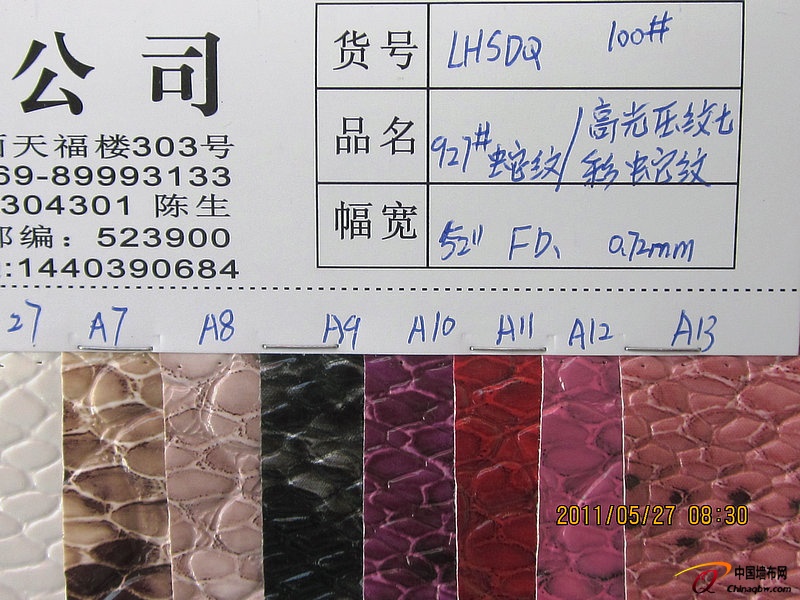 公司
天福楼303号
69-89993133
304301 陈生
邮编：523900
:1440390684
货号 LHSDQ 100#
品名 927#蛇纹/高光压纹七
彩蛇纹
幅宽 52" FD、 0.72mm
27 A7 A8 A9 A10 A11 A12 A13
2011/05/27 08:30
中国墙布网
Chinaqbw.com